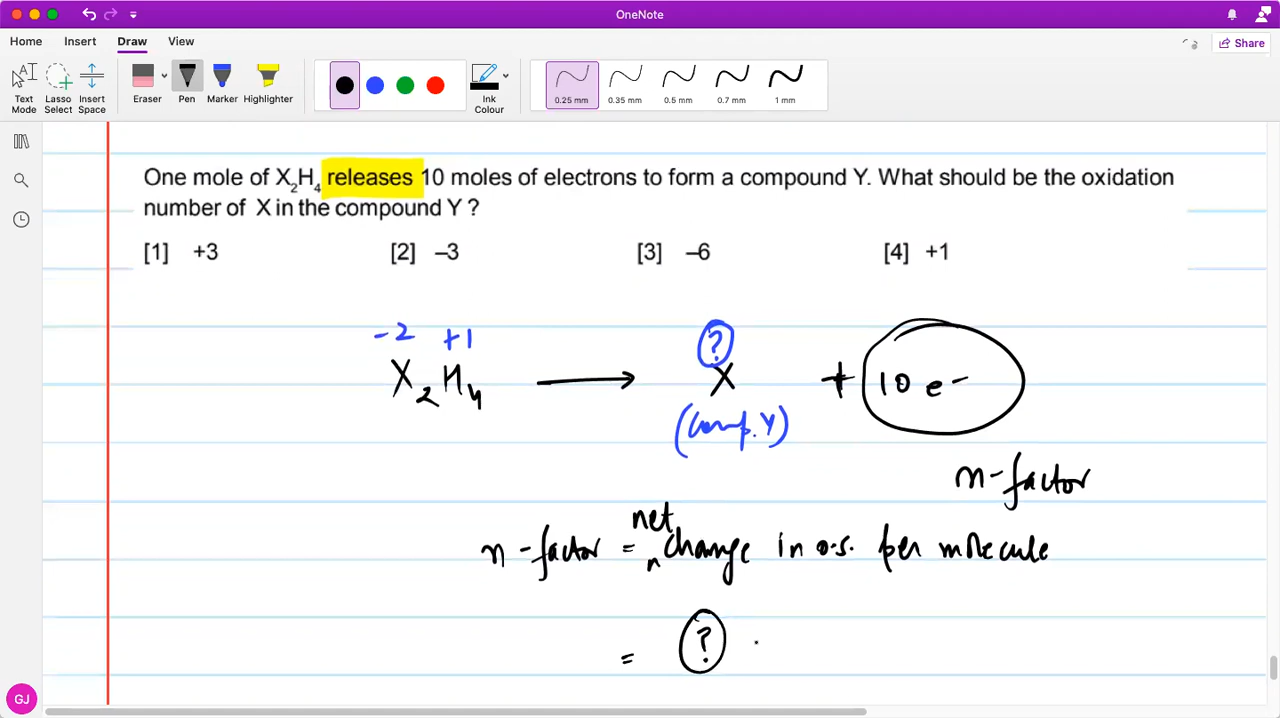 OneNote
Home Insert Draw View
Share
Text Mode
Lasso Select
Insert Space
Eraser
Pen
Marker
Highlighter
Ink Colour
0.25 mm
0.35 mm
0.5 mm
0.7 mm
1 mm
One mole of X₂H₄ releases 10 moles of electrons to form a compound Y. What should be the oxidation
number of X in the compound Y ?
[1] +3 [2] –3 [3] –6 [4] +1
-2 +1 ?
X₂H₄ ⟶ X + 10 e-
(comp. Y)
n-factor
n-factor = net change in o.s. per molecule
= ?
GJ